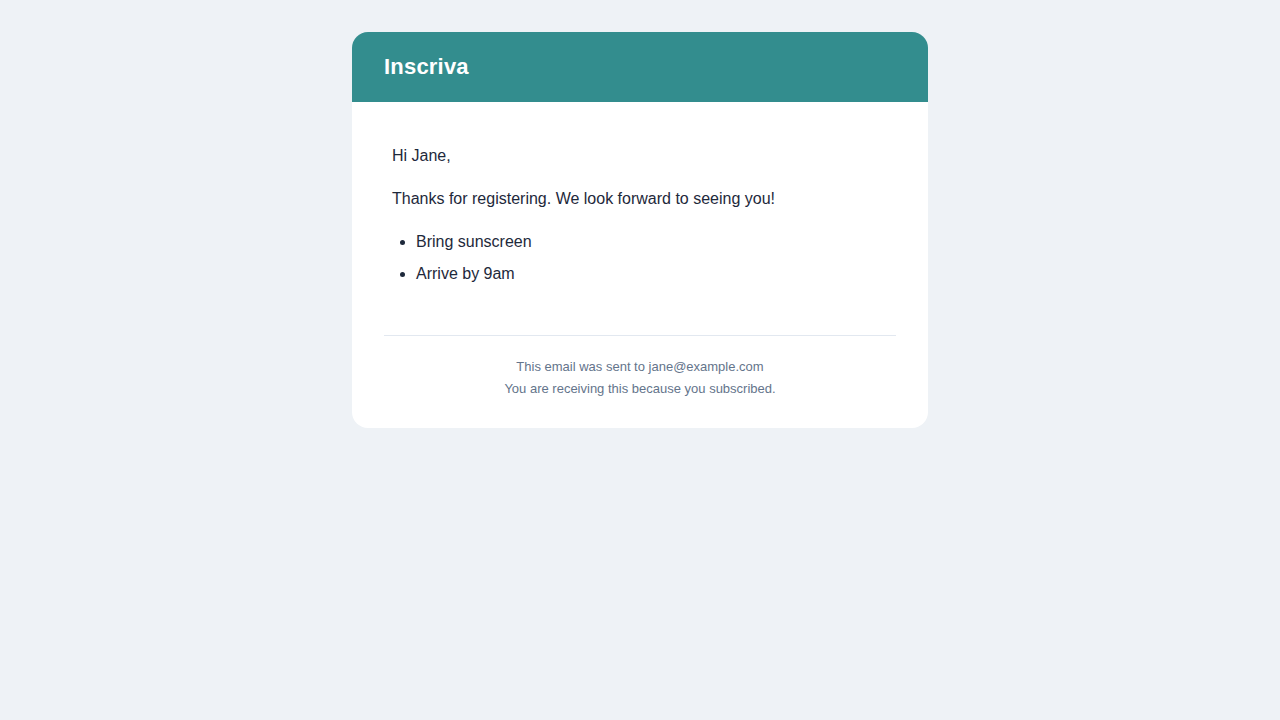 Inscriva
Hi Jane,
Thanks for registering. We look forward to seeing you!
• Bring sunscreen
• Arrive by 9am
This email was sent to jane@example.com
You are receiving this because you subscribed.